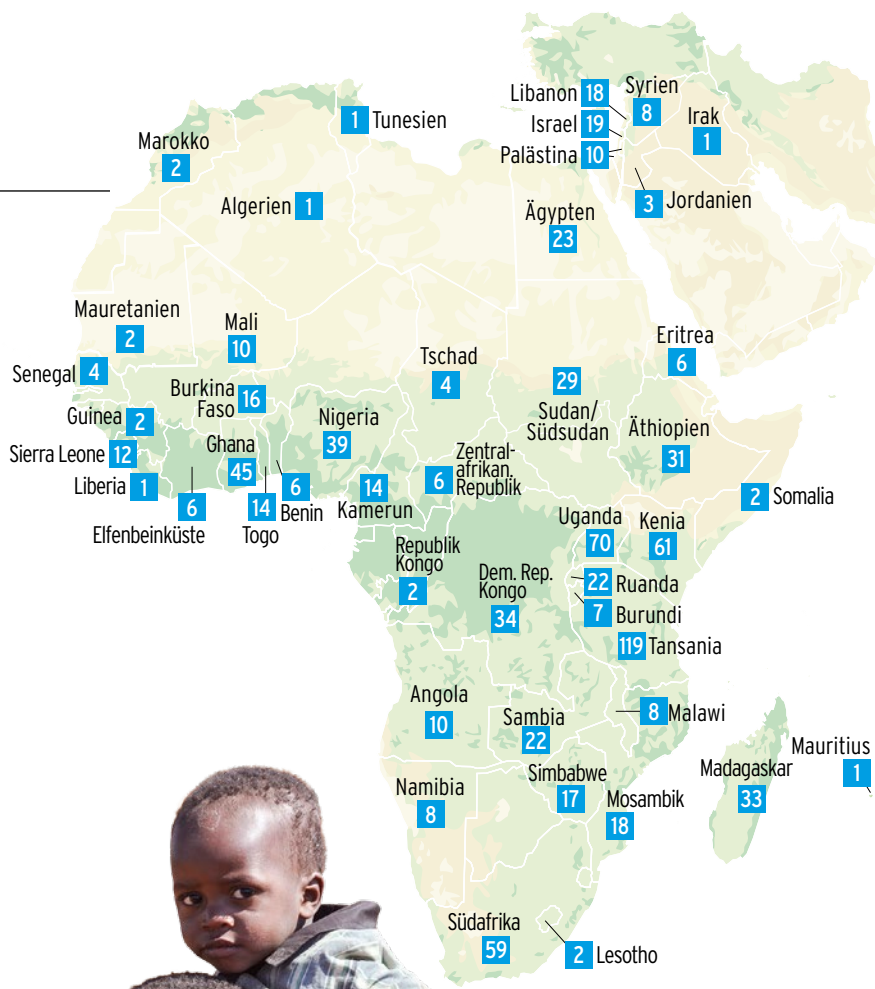 Libanon 18
Syrien
8
Israel 19
Irak
1
Palästina 10
1 Tunesien
Marokko
2
3 Jordanien
Algerien 1
Ägypten
23
Mauretanien
2
Mali
10
Eritrea
6
Senegal 4
Tschad
4
29
Sudan/
Südsudan
Burkina
Faso 16
Guinea 2
Nigeria
39
Äthiopien
31
Sierra Leone 12
Ghana
45
Zentral-
afrikan.
Republik
6
Liberia 1
6
Elfenbeinküste
14
Togo
6
Benin
14
Kamerun
2 Somalia
Uganda
70
Kenia
61
Republik
Kongo
2
Dem. Rep.
Kongo
34
22 Ruanda
7 Burundi
119 Tansania
Angola
10
Sambia
22
8 Malawi
Mauritius
1
Namibia
8
Simbabwe
17
Mosambik
18
Madagaskar
33
Südafrika
59
2 Lesotho